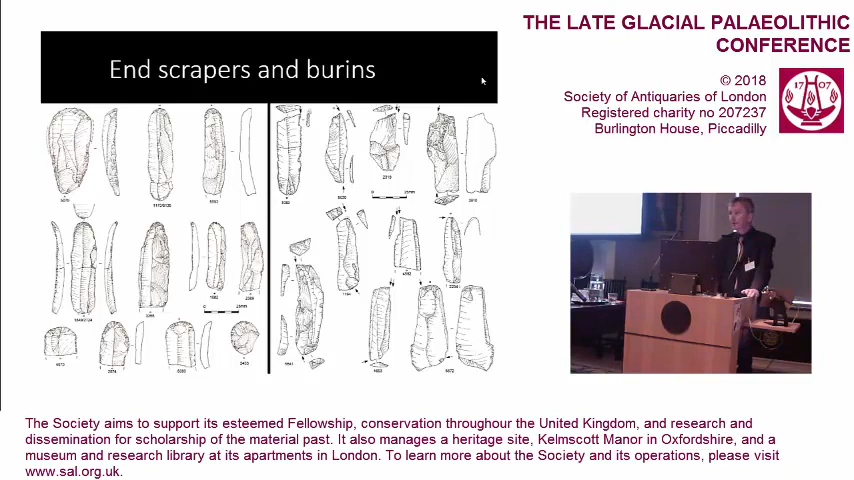 THE LATE GLACIAL PALAEOLITHIC
CONFERENCE
© 2018
Society of Antiquaries of London
Registered charity no 207237
Burlington House, Piccadilly
17 07
End scrapers and burins
The Society aims to support its esteemed Fellowship, conservation throughour the United Kingdom, and research and
dissemination for scholarship of the material past. It also manages a heritage site, Kelmscott Manor in Oxfordshire, and a
museum and research library at its apartments in London. To learn more about the Society and its operations, please visit
www.sal.org.uk.